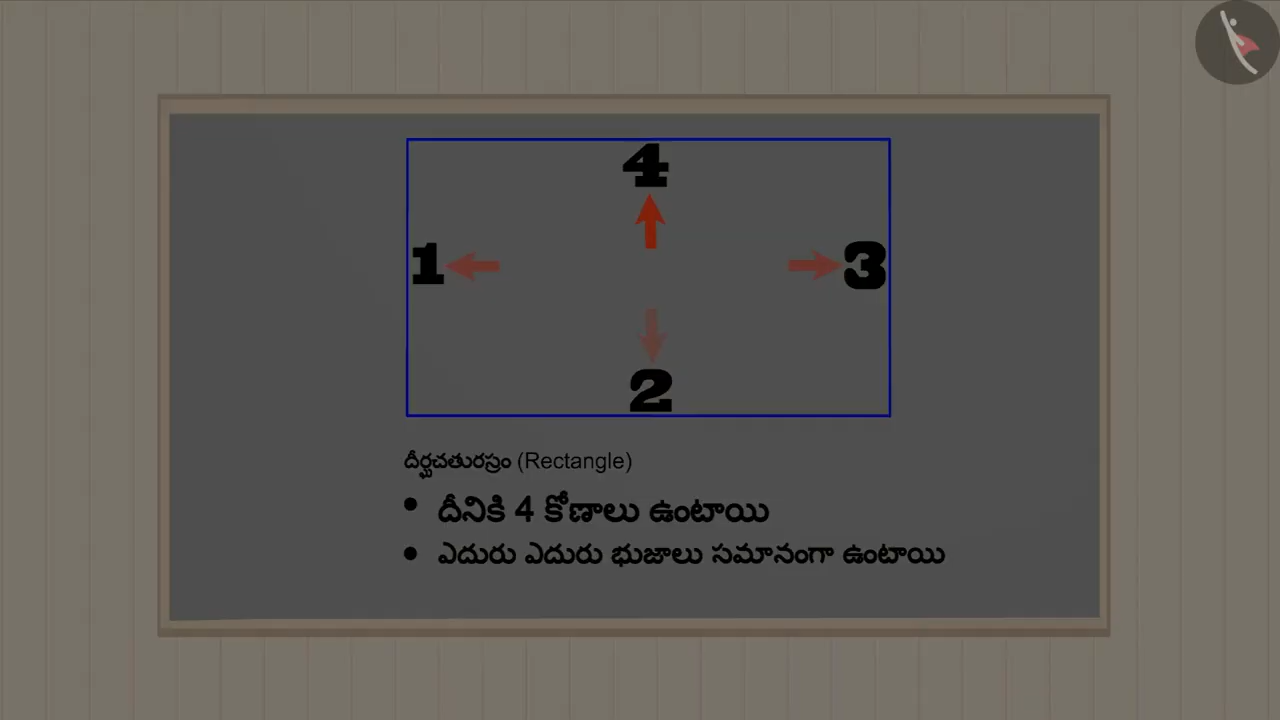 4
1
3
2
దీర్ఘచతురస్రం (Rectangle)
• దీనికి 4 కోణాలు ఉంటాయి
• ఎదురు ఎదురు భుజాలు సమానంగా ఉంటాయి